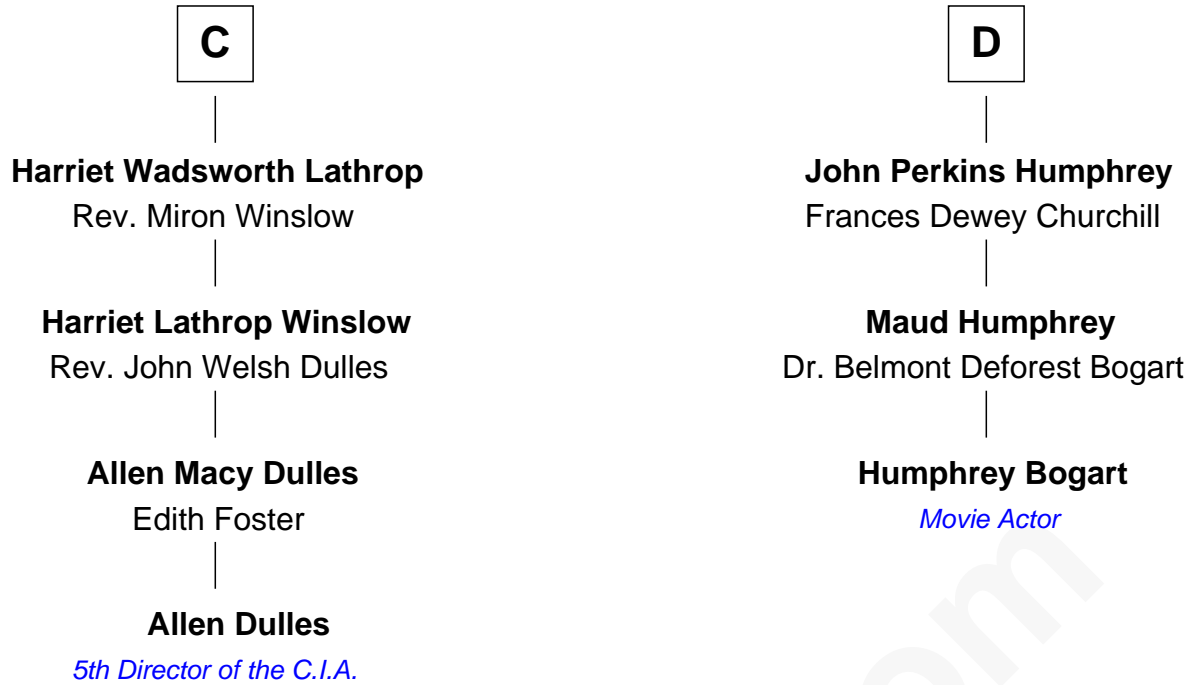 C
Harriet Wadsworth Lathrop
Rev. Miron Winslow
Harriet Lathrop Winslow
Rev. John Welsh Dulles
Allen Macy Dulles
Edith Foster
Allen Dulles
5th Director of the C.I.A.
D
John Perkins Humphrey
Frances Dewey Churchill
Maud Humphrey
Dr. Belmont Deforest Bogart
Humphrey Bogart
Movie Actor
om